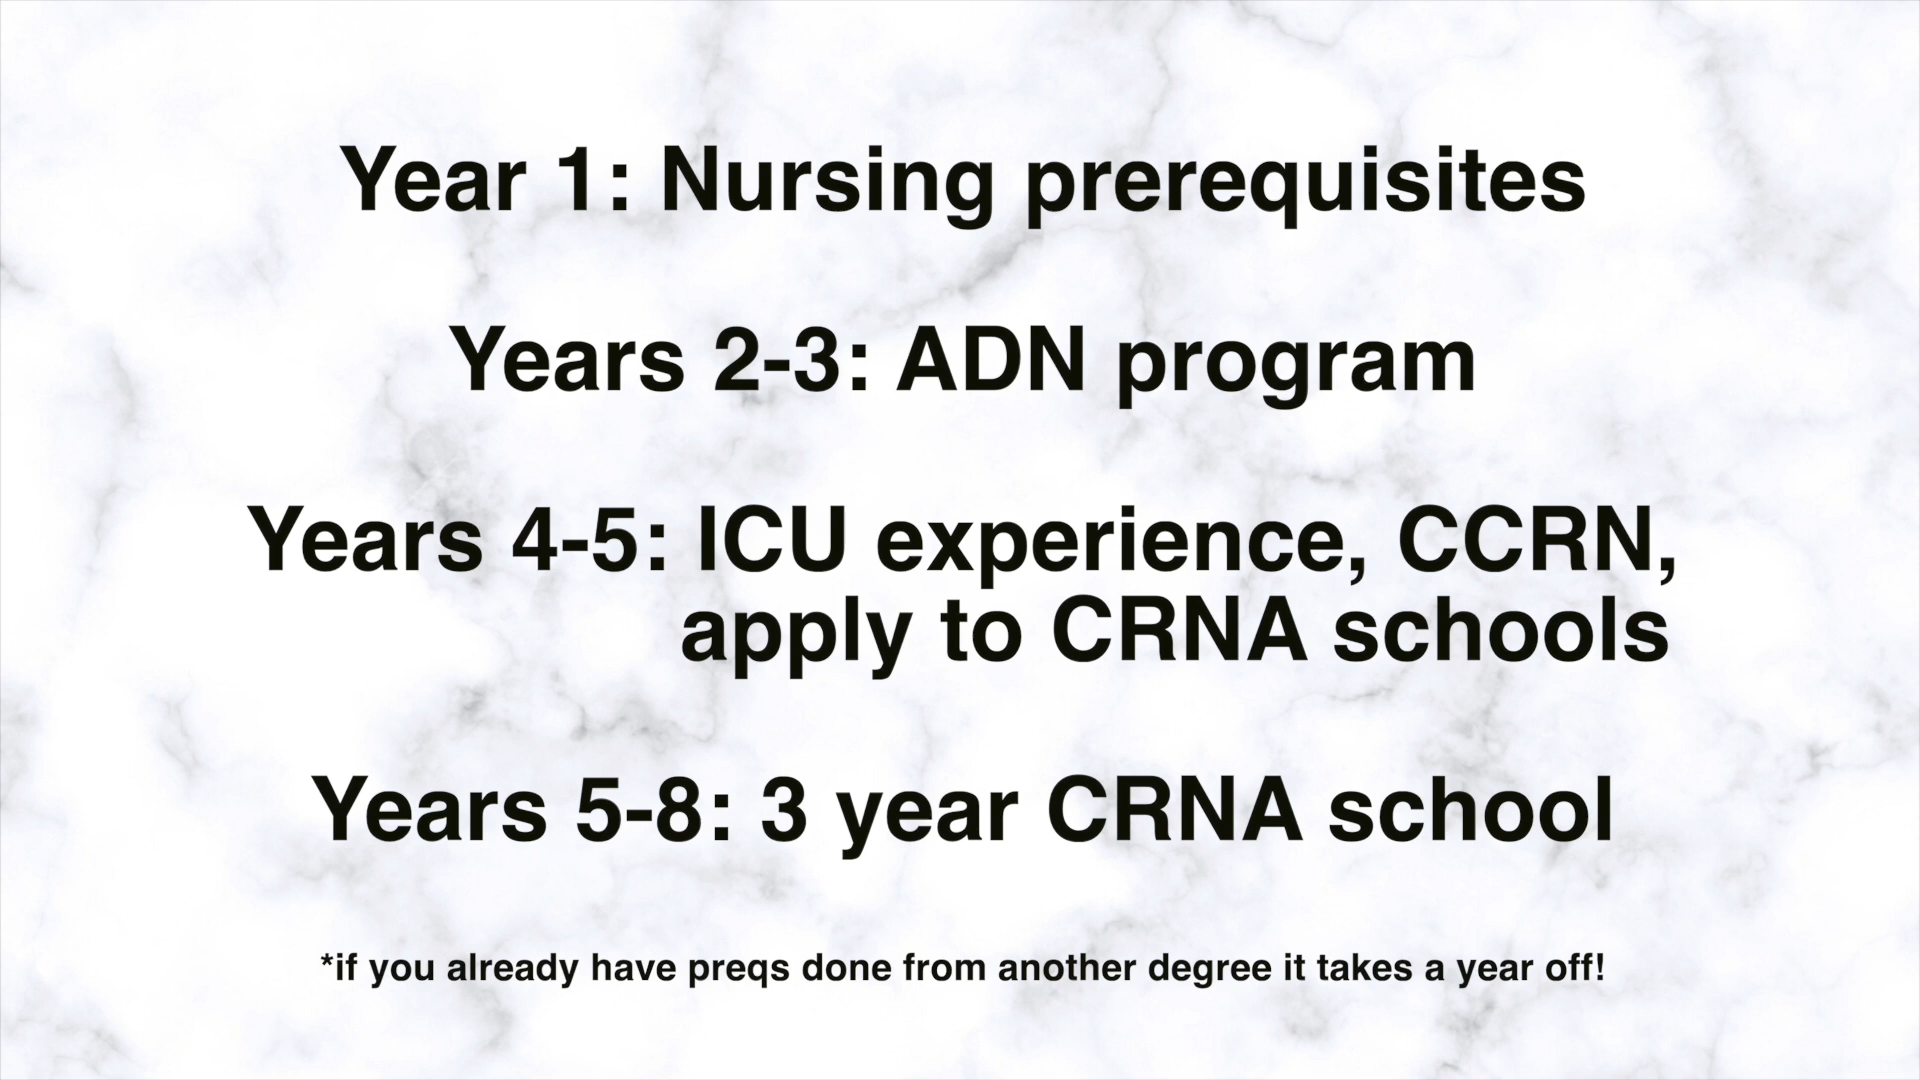 Year 1: Nursing prerequisites
Years 2-3: ADN program
Years 4-5: ICU experience, CCRN,
apply to CRNA schools
Years 5-8: 3 year CRNA school
*if you already have preqs done from another degree it takes a year off!